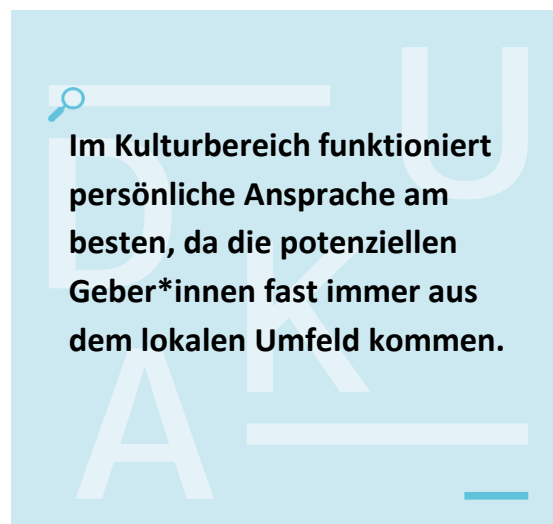 Im Kulturbereich funktioniert
persönliche Ansprache am
besten, da die potenziellen
Geber*innen fast immer aus
dem lokalen Umfeld kommen.
D
U
K
A